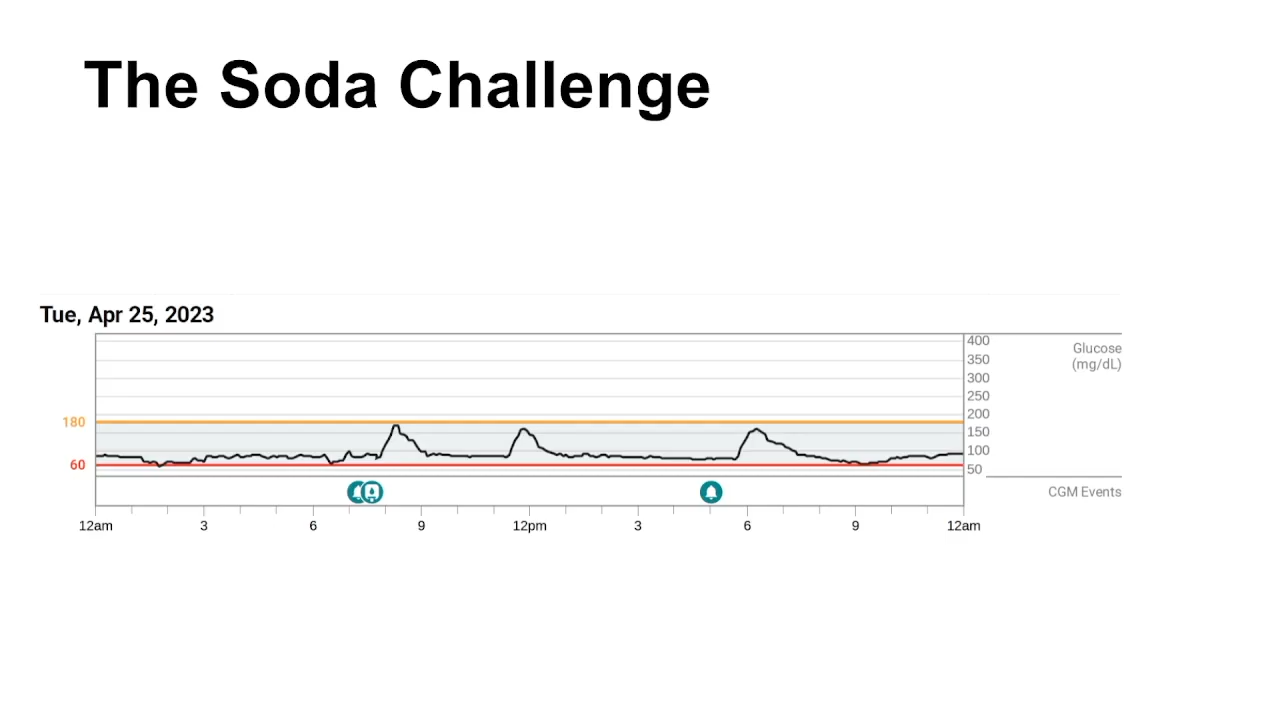 The Soda Challenge
Tue, Apr 25, 2023
400
Glucose
350
(mg/dL)
300
250
180
200
150
100
60
50
CGM Events
12am 3 6 9 12pm 3 6 9 12am